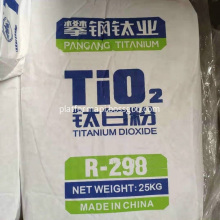 攀钢钛业
PANGANG TITANIUM
TiO2
钛白粉
TITANIUM DIOXIDE
R-298
NET WEIGHT: 25KG
MADE IN CHINA